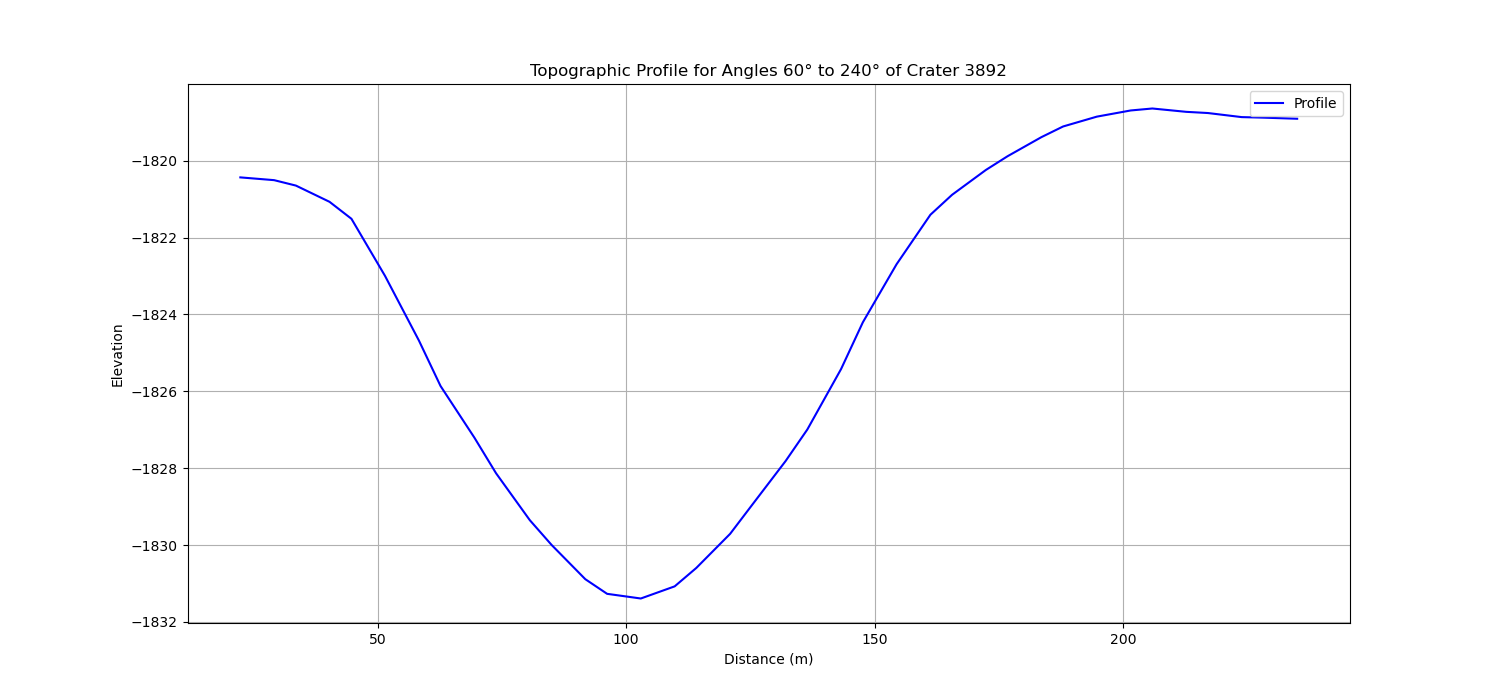 Topographic Profile for Angles 60° to 240° of Crater 3892
Profile
−1820
−1822
−1824
−1826
−1828
−1830
−1832
Elevation
50
100
150
200
Distance (m)